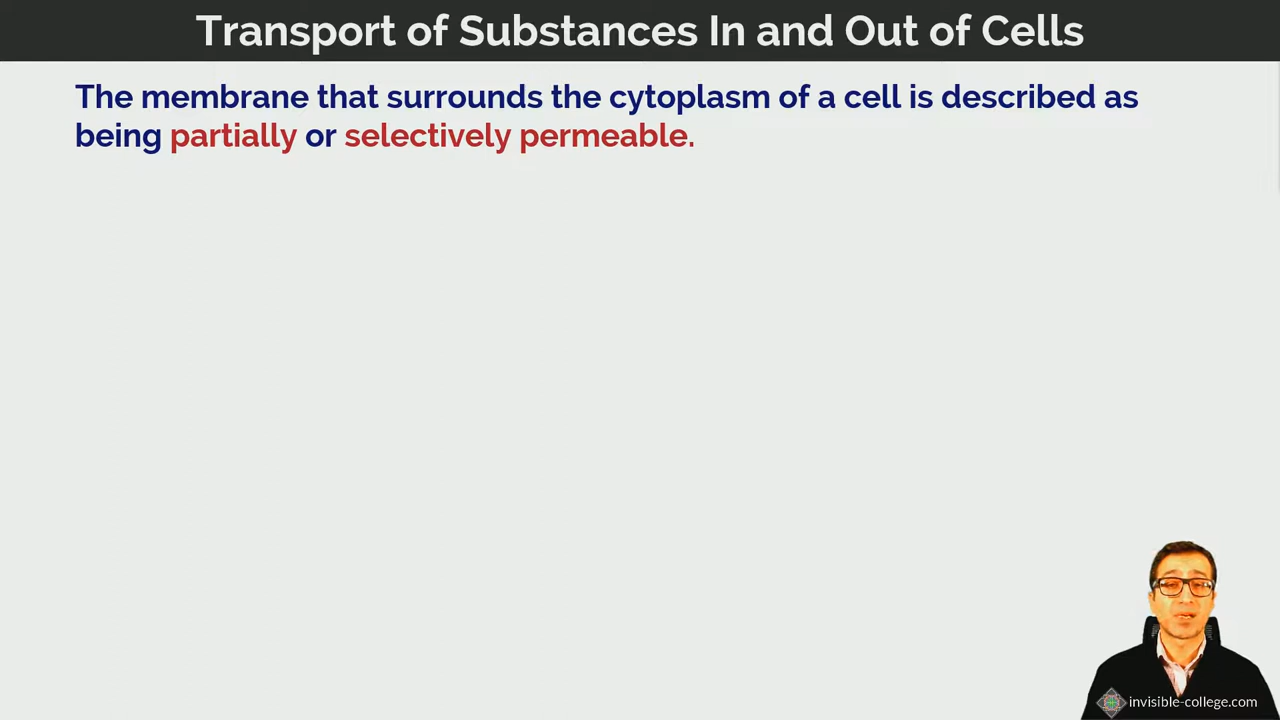 Transport of Substances In and Out of Cells
The membrane that surrounds the cytoplasm of a cell is described as
being partially or selectively permeable.
invisible-college.com